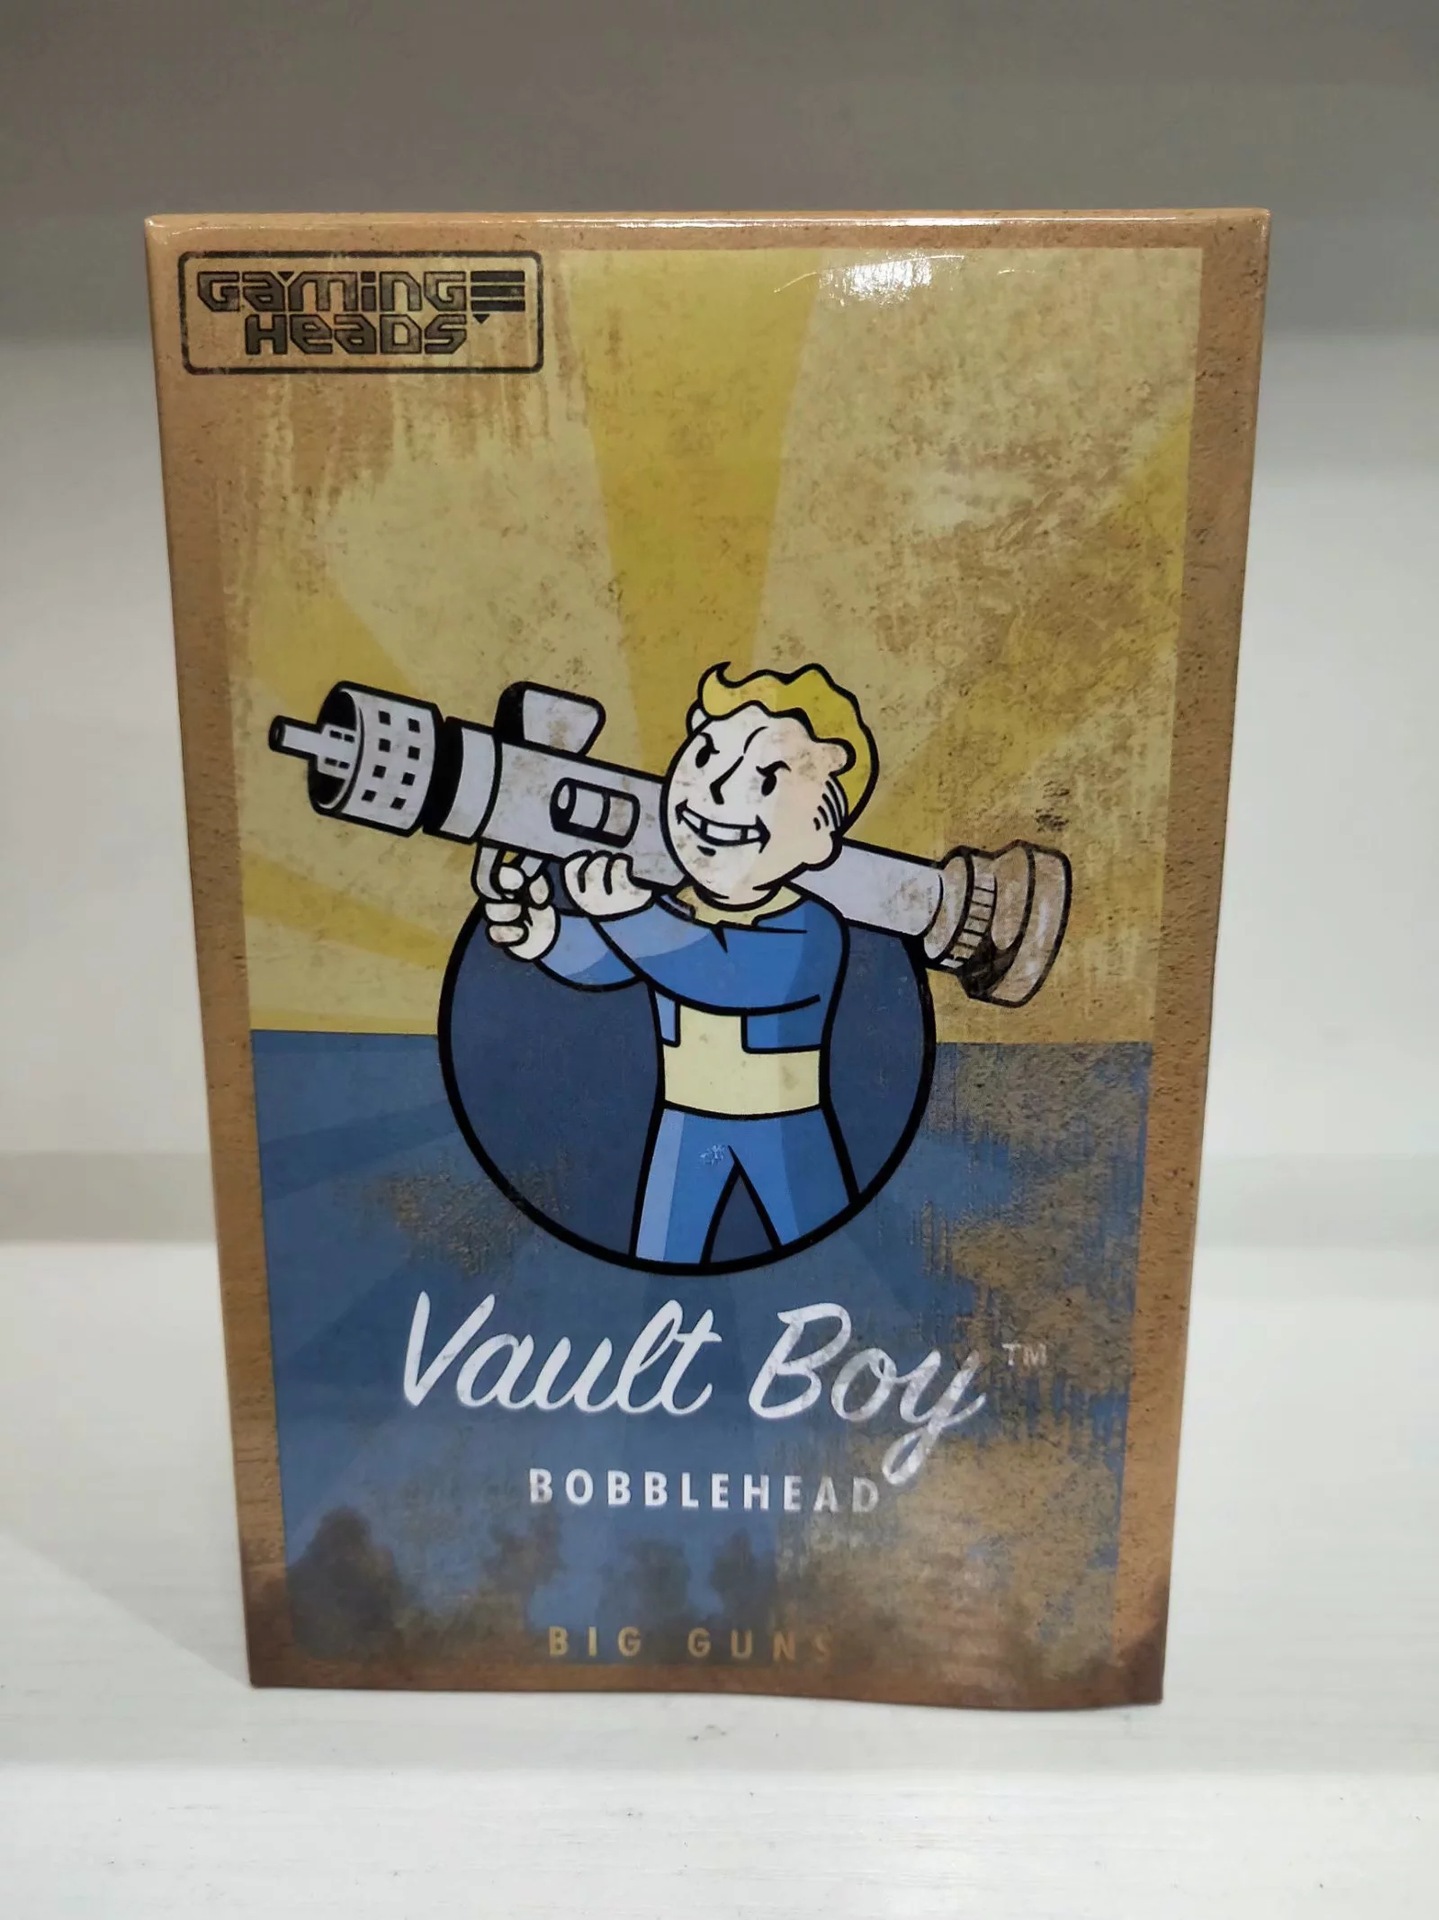 GAMING
HEADS
Vault Boy™
BOBBLEHEAD
BIG GUNS